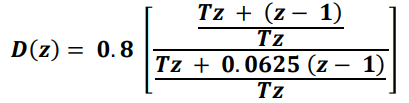 D(z) = 0.8 [ ((Tz + (z − 1)) / Tz) / ((Tz + 0.0625 (z − 1)) / Tz) ]